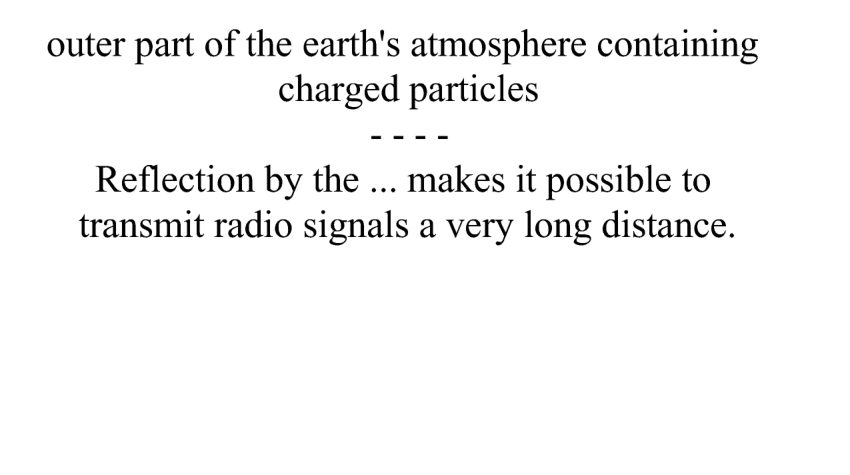 outer part of the earth's atmosphere containing
charged particles
- - - -
Reflection by the ... makes it possible to
transmit radio signals a very long distance.